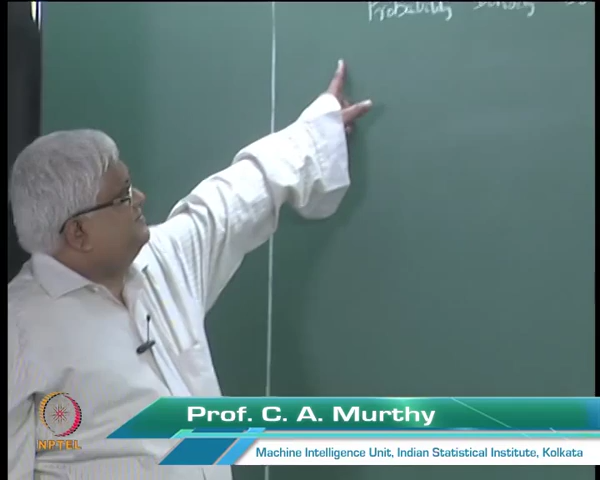 Probability Density
Prof. C. A. Murthy
NPTEL
Machine Intelligence Unit, Indian Statistical Institute, Kolkata